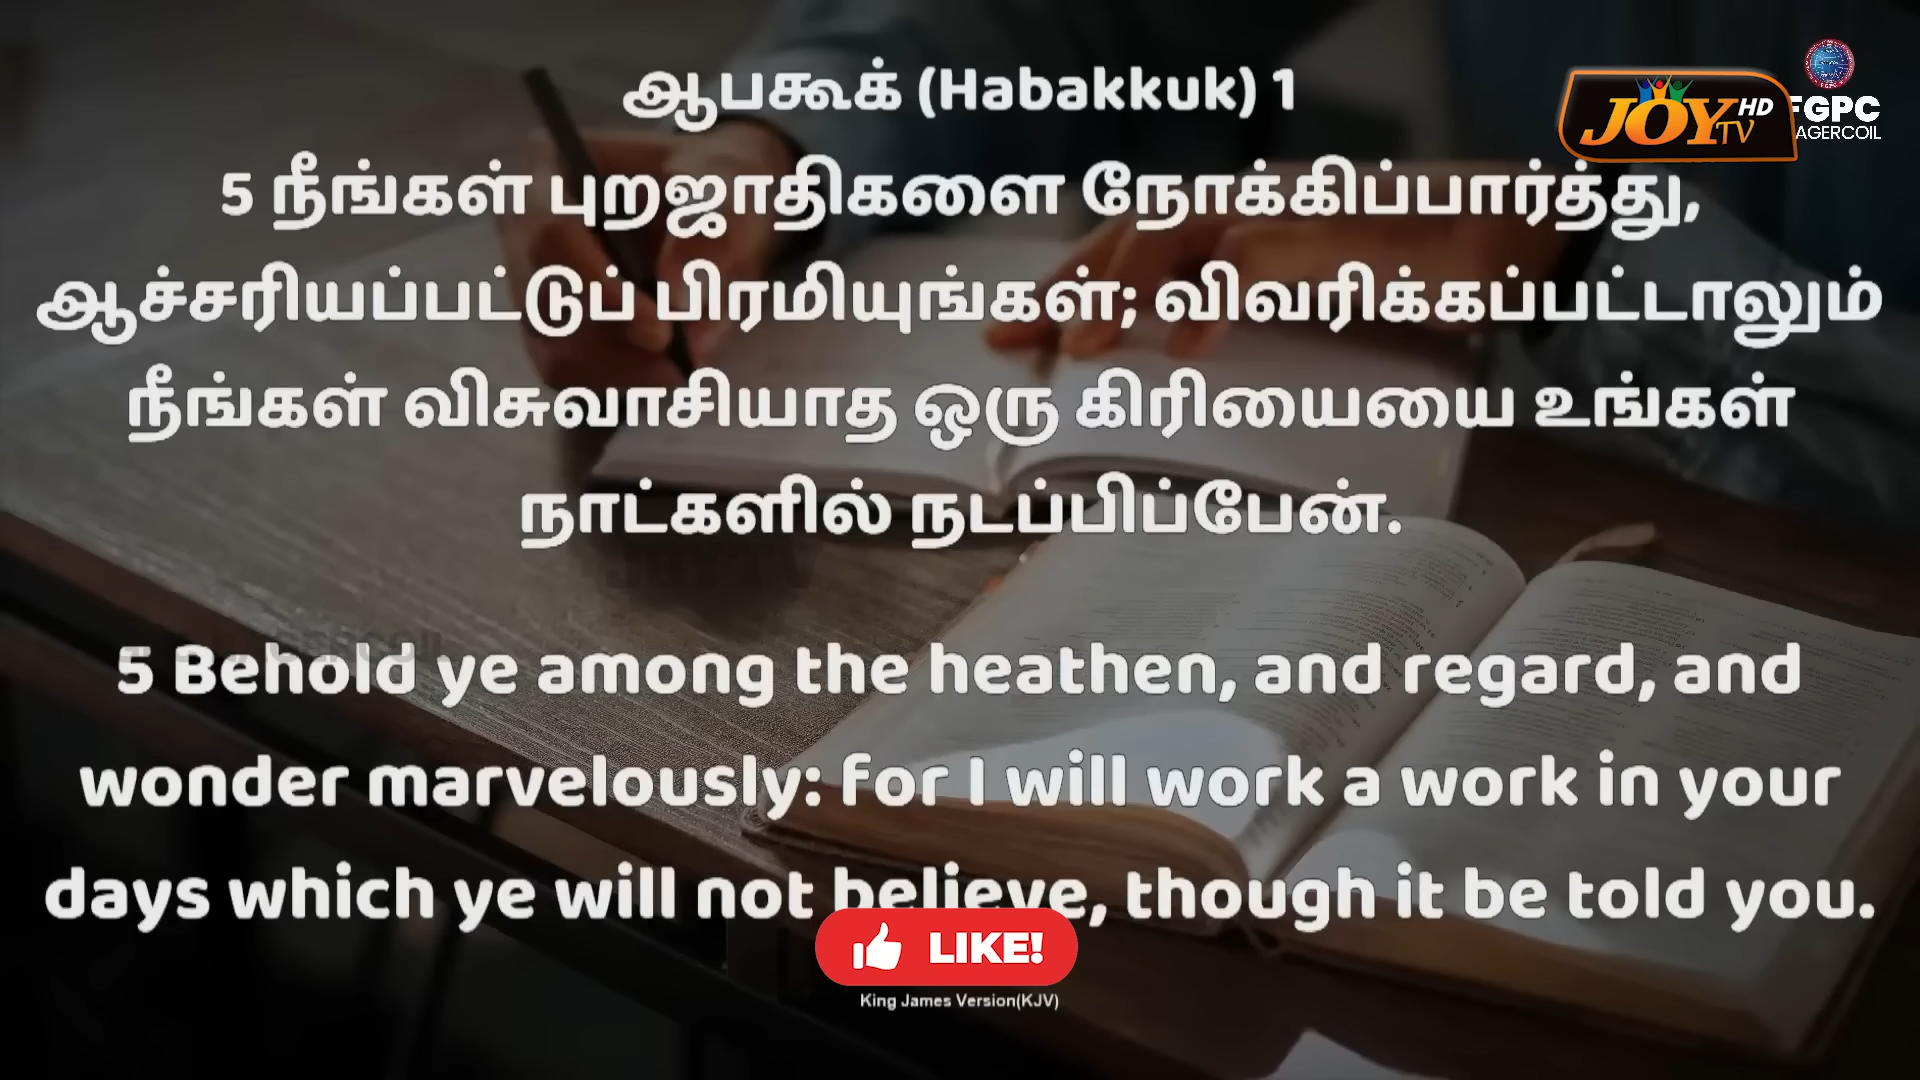 ஆபகூக் (Habakkuk) 1
JOY TV HD
FGPC
AGERCOIL
5 நீங்கள் புறஜாதிகளை நோக்கிப்பார்த்து,
ஆச்சரியப்பட்டுப் பிரமியுங்கள்; விவரிக்கப்பட்டாலும்
நீங்கள் விசுவாசியாத ஒரு கிரியையை உங்கள்
நாட்களில் நடப்பிப்பேன்.
5 Behold ye among the heathen, and regard, and
wonder marvelously: for I will work a work in your
days which ye will not believe, though it be told you.
LIKE!
King James Version(KJV)